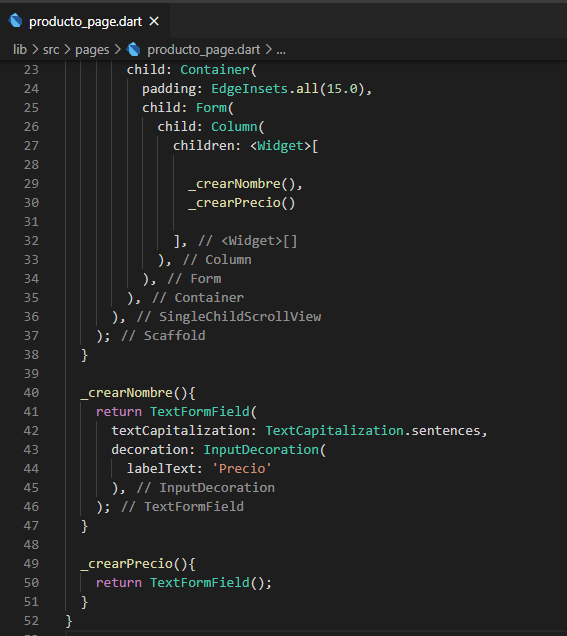 producto_page.dart ×
lib > src > pages > producto_page.dart > ...
23 child: Container(
24 padding: EdgeInsets.all(15.0),
25 child: Form(
26 child: Column(
27 children: <Widget>[
28
29 _crearNombre(),
30 _crearPrecio()
31
32 ], // <Widget>[]
33 ), // Column
34 ), // Form
35 ), // Container
36 ), // SingleChildScrollView
37 ); // Scaffold
38 }
39
40 _crearNombre(){
41 return TextFormField(
42 textCapitalization: TextCapitalization.sentences,
43 decoration: InputDecoration(
44 labelText: 'Precio'
45 ), // InputDecoration
46 ); // TextFormField
47 }
48
49 _crearPrecio(){
50 return TextFormField();
51 }
52 }